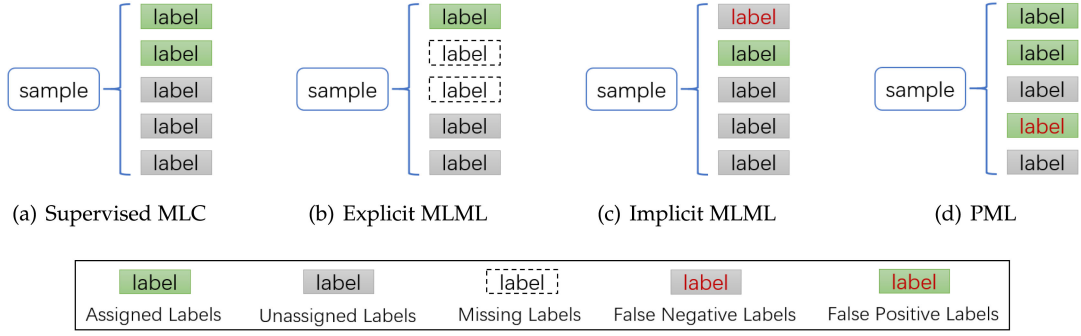 label label label label
label label label label
sample label sample label sample label sample label
label label label label
label label label label
(a) Supervised MLC (b) Explicit MLML (c) Implicit MLML (d) PML
label label label label label
Assigned Labels Unassigned Labels Missing Labels False Negative Labels False Positive Labels